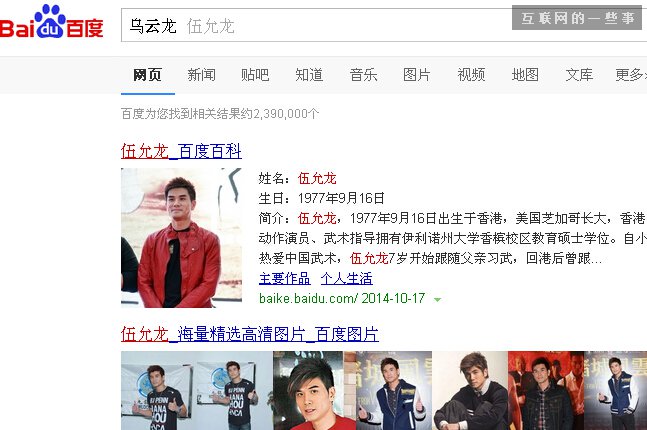 互联网的一些事
Bai du 百度
乌云龙 伍允龙
网页 新闻 贴吧 知道 音乐 图片 视频 地图 文库 更多»
百度为您找到相关结果约2,390,000个
伍允龙_百度百科
姓名：伍允龙
生日：1977年9月16日
简介：伍允龙，1977年9月16日出生于香港，美国芝加哥长大，香港
动作演员、武术指导拥有伊利诺州大学香槟校区教育硕士学位。自小
热爱中国武术，伍允龙7岁开始跟随父亲习武，回港后曾跟...
主要作品 个人生活
baike.baidu.com/ 2014-10-17
伍允龙_海量精选高清图片_百度图片